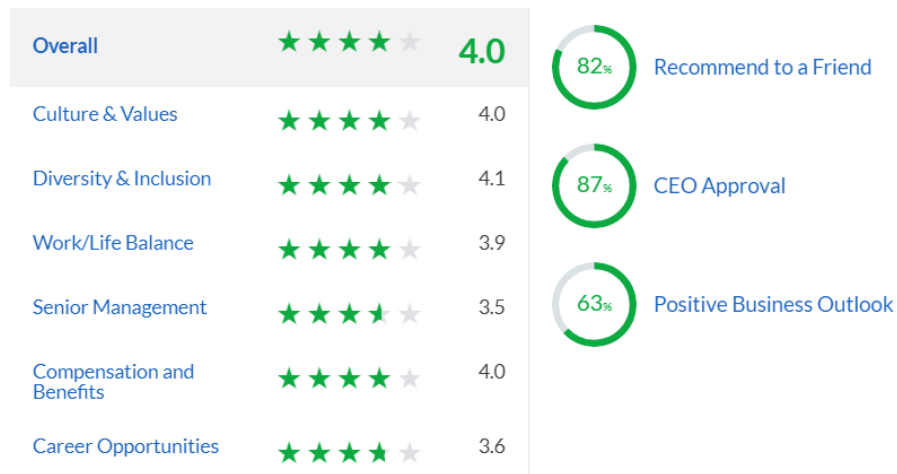 Overall 4.0
Culture & Values 4.0
Diversity & Inclusion 4.1
Work/Life Balance 3.9
Senior Management 3.5
Compensation and
Benefits 4.0
Career Opportunities 3.6
82% Recommend to a Friend
87% CEO Approval
63% Positive Business Outlook